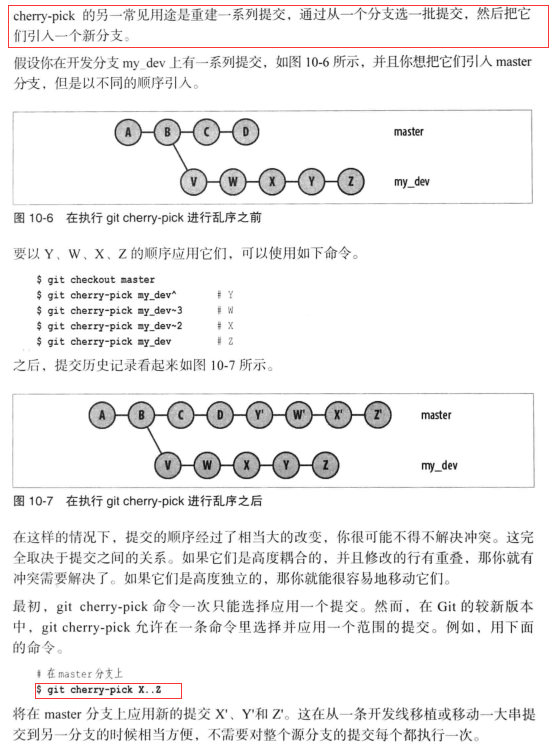 cherry-pick 的另一常见用途是重建一系列提交，通过从一个分支选一批提交，然后把它
们引入一个新分支。
假设你在开发分支 my_dev 上有一系列提交，如图 10-6 所示，并且你想把它们引入 master
分支，但是以不同的顺序引入。
A B C D master
V W X Y Z my_dev
图 10-6 在执行 git cherry-pick 进行乱序之前
要以 Y、W、X、Z 的顺序应用它们，可以使用如下命令。
$ git checkout master
$ git cherry-pick my_dev^ # Y
$ git cherry-pick my_dev~3 # W
$ git cherry-pick my_dev~2 # X
$ git cherry-pick my_dev # Z
之后，提交历史记录看起来如图 10-7 所示。
A B C D Y' W' X' Z' master
V W X Y Z my_dev
图 10-7 在执行 git cherry-pick 进行乱序之后
在这样的情况下，提交的顺序经过了相当大的改变，你很可能不得不解决冲突。这完
全取决于提交之间的关系。如果它们是高度耦合的，并且修改的行有重叠，那你就有
冲突需要解决了。如果它们是高度独立的，那你就能很容易地移动它们。
最初，git cherry-pick 命令一次只能选择应用一个提交。然而，在 Git 的较新版本
中，git cherry-pick 允许在一条命令里选择并应用一个范围的提交。例如，用下面
的命令。
# 在 master 分支上
$ git cherry-pick X..Z
将在 master 分支上应用新的提交 X'、Y'和 Z'。这在从一条开发线移植或移动一大串提
交到另一分支的时候相当方便，不需要对整个源分支的提交每个都执行一次。